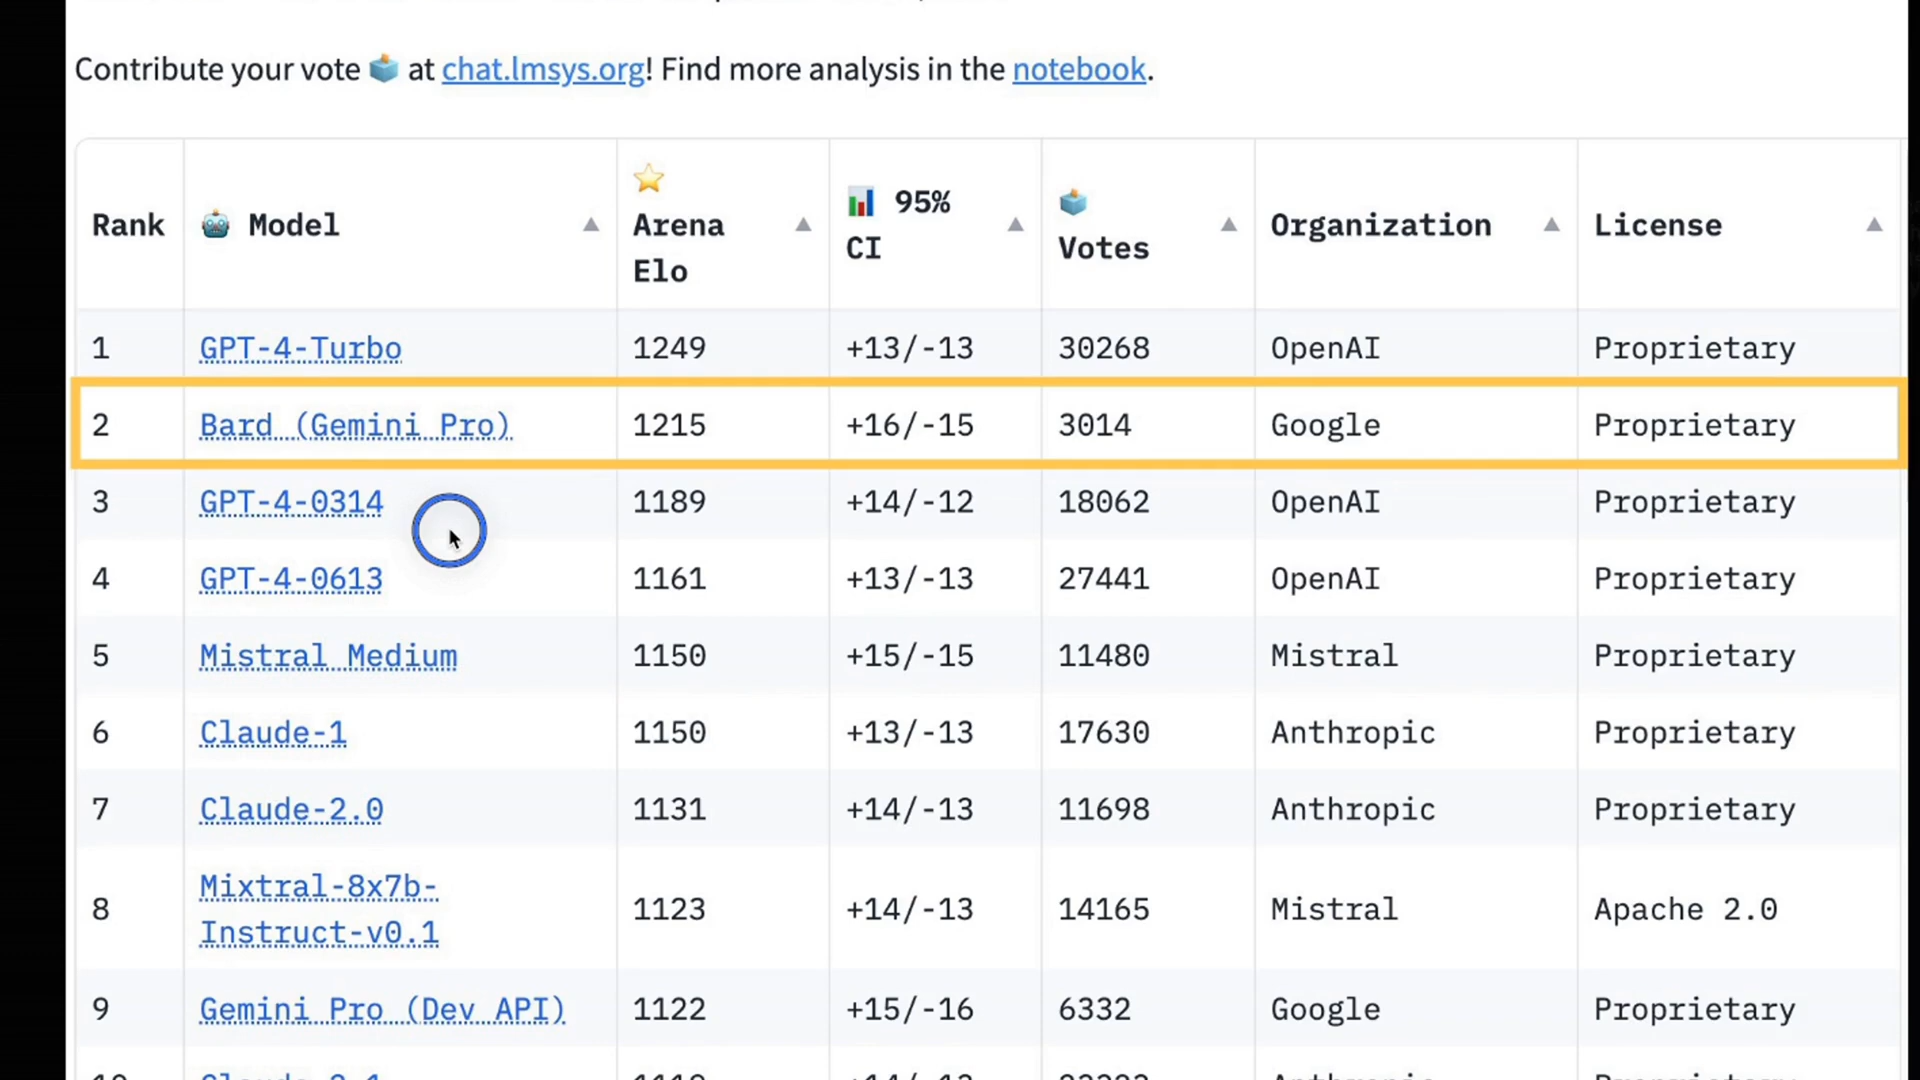 Contribute your vote 🗳️ at chat.lmsys.org! Find more analysis in the notebook.
Rank 🤖 Model ▲ ⭐ Arena Elo ▲ 📊 95% CI ▲ 🗳️ Votes ▲ Organization ▲ License ▲
1 GPT-4-Turbo 1249 +13/-13 30268 OpenAI Proprietary
2 Bard (Gemini Pro) 1215 +16/-15 3014 Google Proprietary
3 GPT-4-0314 1189 +14/-12 18062 OpenAI Proprietary
4 GPT-4-0613 1161 +13/-13 27441 OpenAI Proprietary
5 Mistral Medium 1150 +15/-15 11480 Mistral Proprietary
6 Claude-1 1150 +13/-13 17630 Anthropic Proprietary
7 Claude-2.0 1131 +14/-13 11698 Anthropic Proprietary
8 Mixtral-8x7b-Instruct-v0.1 1123 +14/-13 14165 Mistral Apache 2.0
9 Gemini Pro (Dev API) 1122 +15/-16 6332 Google Proprietary